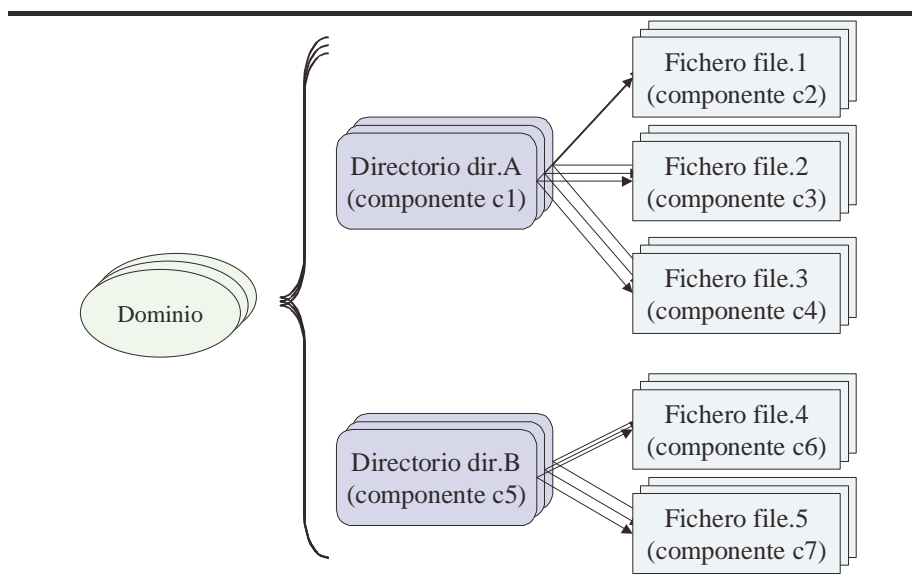 Fichero file.1
(componente c2)
Directorio dir.A
(componente c1)
Fichero file.2
(componente c3)
Fichero file.3
(componente c4)
Dominio
Fichero file.4
(componente c6)
Directorio dir.B
(componente c5)
Fichero file.5
(componente c7)